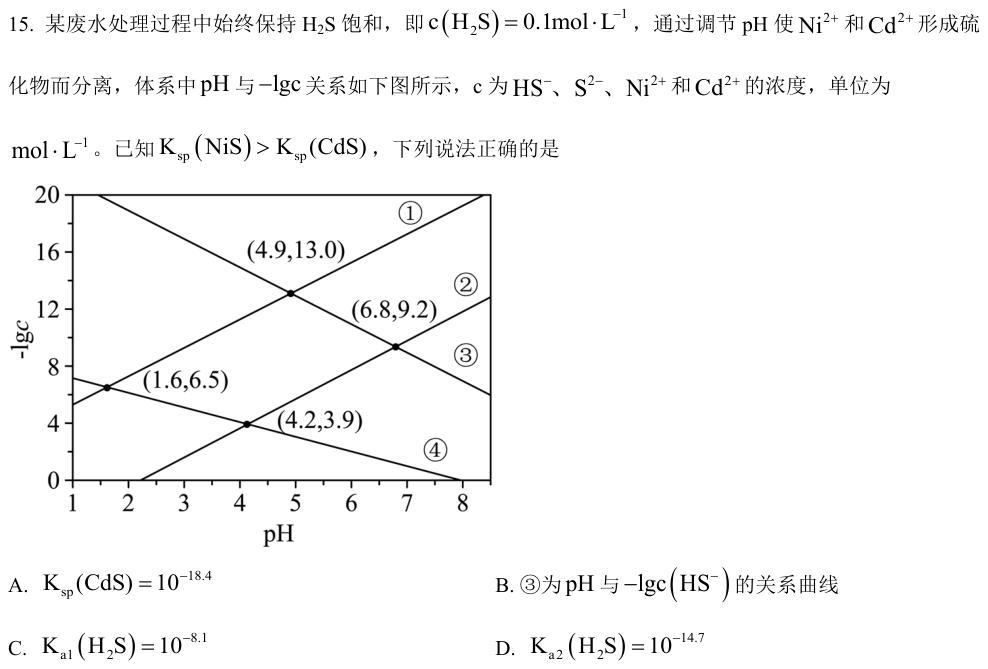 15. 某废水处理过程中始终保持 H₂S 饱和，即 c(H₂S) = 0.1mol·L⁻¹，通过调节 pH 使 Ni²⁺ 和 Cd²⁺ 形成硫
化物而分离，体系中 pH 与 −lgc 关系如下图所示，c 为 HS⁻、S²⁻、Ni²⁺ 和 Cd²⁺ 的浓度，单位为
mol·L⁻¹。已知 Kₛₚ(NiS) > Kₛₚ(CdS)，下列说法正确的是
20
①
16
(4.9,13.0)
②
12
(6.8,9.2)
-lgc
③
8
(1.6,6.5)
4
(4.2,3.9)
④
0
1 2 3 4 5 6 7 8
pH
A. Kₛₚ(CdS) = 10⁻¹⁸·⁴ B. ③为 pH 与 −lgc(HS⁻) 的关系曲线
C. Kₐ₁(H₂S) = 10⁻⁸·¹ D. Kₐ₂(H₂S) = 10⁻¹⁴·⁷